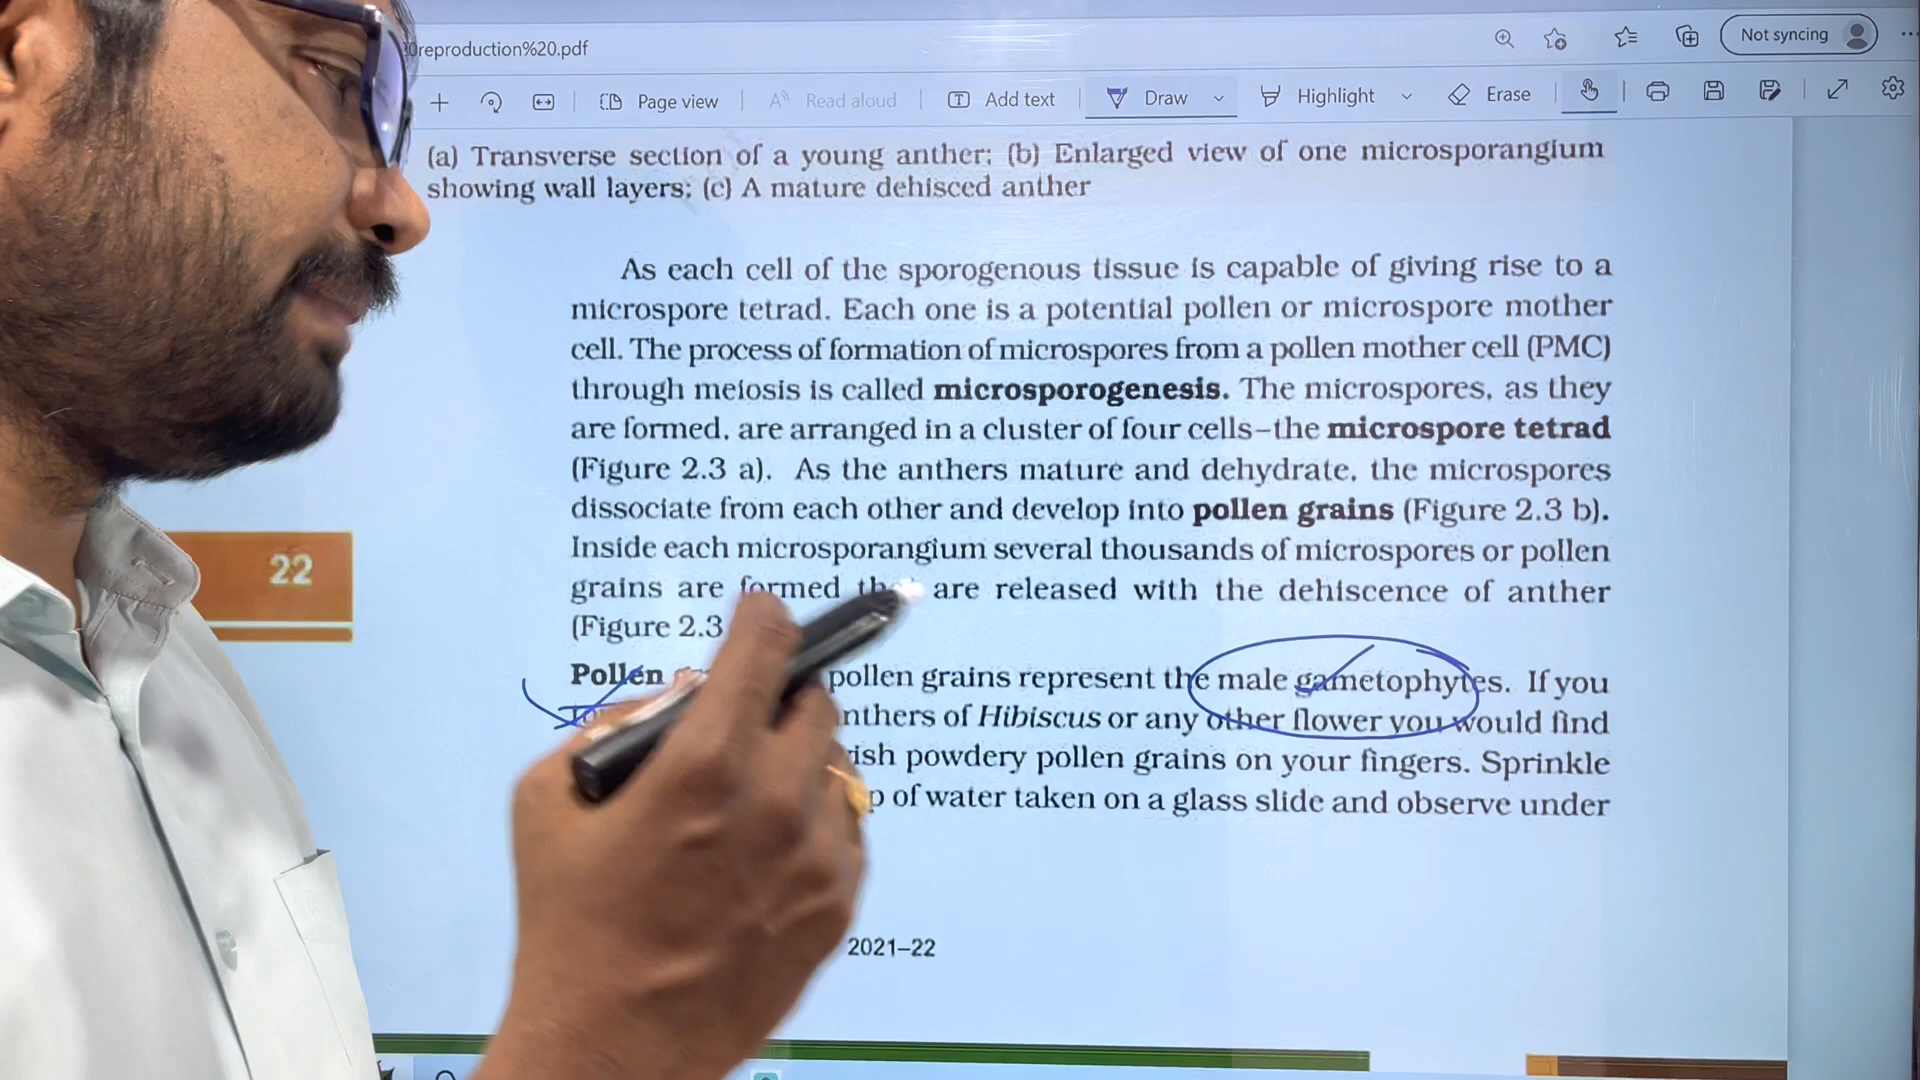 0reproduction%20.pdf
Not syncing
Page view
Read aloud
Add text
Draw
Highlight
Erase
(a) Transverse section of a young anther; (b) Enlarged view of one microsporangium
showing wall layers; (c) A mature dehisced anther
As each cell of the sporogenous tissue is capable of giving rise to a
microspore tetrad. Each one is a potential pollen or microspore mother
cell. The process of formation of microspores from a pollen mother cell (PMC)
through meiosis is called microsporogenesis. The microspores, as they
are formed, are arranged in a cluster of four cells–the microspore tetrad
(Figure 2.3 a). As the anthers mature and dehydrate, the microspores
dissociate from each other and develop into pollen grains (Figure 2.3 b).
Inside each microsporangium several thousands of microspores or pollen
grains are formed are released with the dehiscence of anther
(Figure 2.3
22
Pollen pollen grains represent the male gametophytes. If you
nthers of Hibiscus or any other flower you would find
ish powdery pollen grains on your fingers. Sprinkle
p of water taken on a glass slide and observe under
2021–22